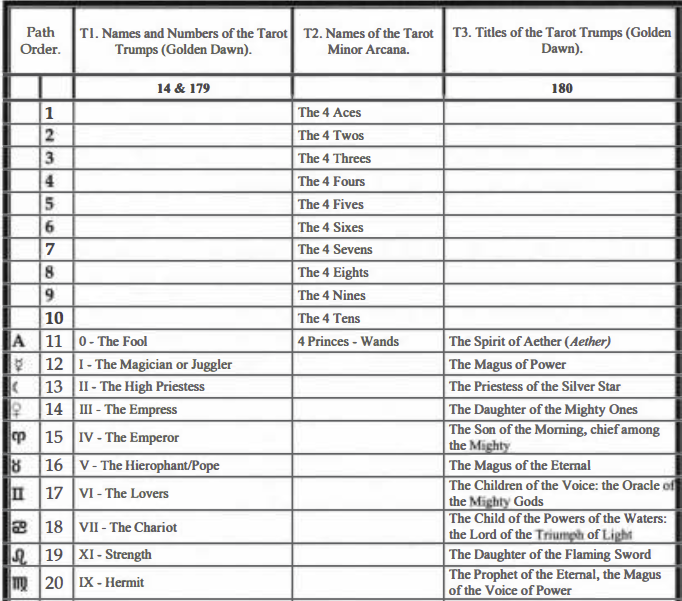 Path Order. T1. Names and Numbers of the Tarot Trumps (Golden Dawn). T2. Names of the Tarot Minor Arcana. T3. Titles of the Tarot Trumps (Golden Dawn).
14 & 179 180
1 The 4 Aces
2 The 4 Twos
3 The 4 Threes
4 The 4 Fours
5 The 4 Fives
6 The 4 Sixes
7 The 4 Sevens
8 The 4 Eights
9 The 4 Nines
10 The 4 Tens
A 11 0 - The Fool 4 Princes - Wands The Spirit of Aether (Aether)
☿ 12 I - The Magician or Juggler The Magus of Power
☾ 13 II - The High Priestess The Priestess of the Silver Star
♀ 14 III - The Empress The Daughter of the Mighty Ones
♈ 15 IV - The Emperor The Son of the Morning, chief among
the Mighty
♉ 16 V - The Hierophant/Pope The Magus of the Eternal
♊ 17 VI - The Lovers The Children of the Voice: the Oracle of
the Mighty Gods
♋ 18 VII - The Chariot The Child of the Powers of the Waters:
the Lord of the Triumph of Light
♌ 19 XI - Strength The Daughter of the Flaming Sword
♍ 20 IX - Hermit The Prophet of the Eternal, the Magus
of the Voice of Power